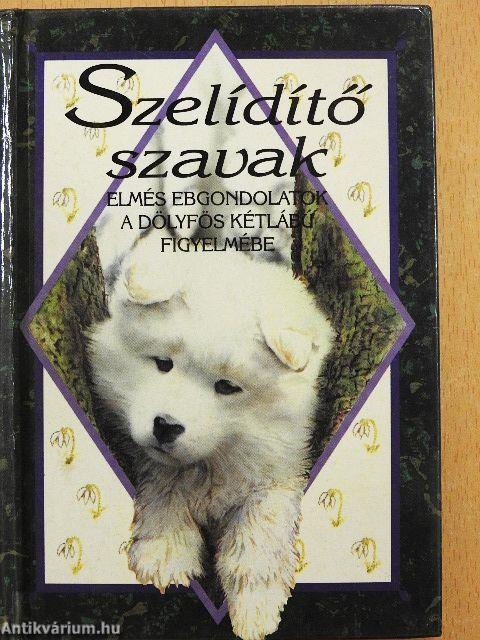 Szelídítő
szavak
ELMÉS EBGONDOLATOK
A DÖLYFÖS KÉTLÁBÚ
FIGYELMÉBE
Antikvárium.hu